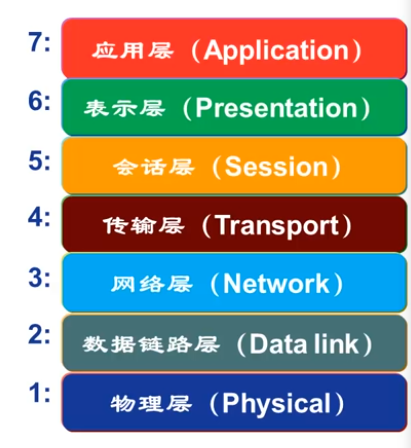 7: 应用层（Application）
6: 表示层（Presentation）
5: 会话层（Session）
4: 传输层（Transport）
3: 网络层（Network）
2: 数据链路层（Data link）
1: 物理层（Physical）